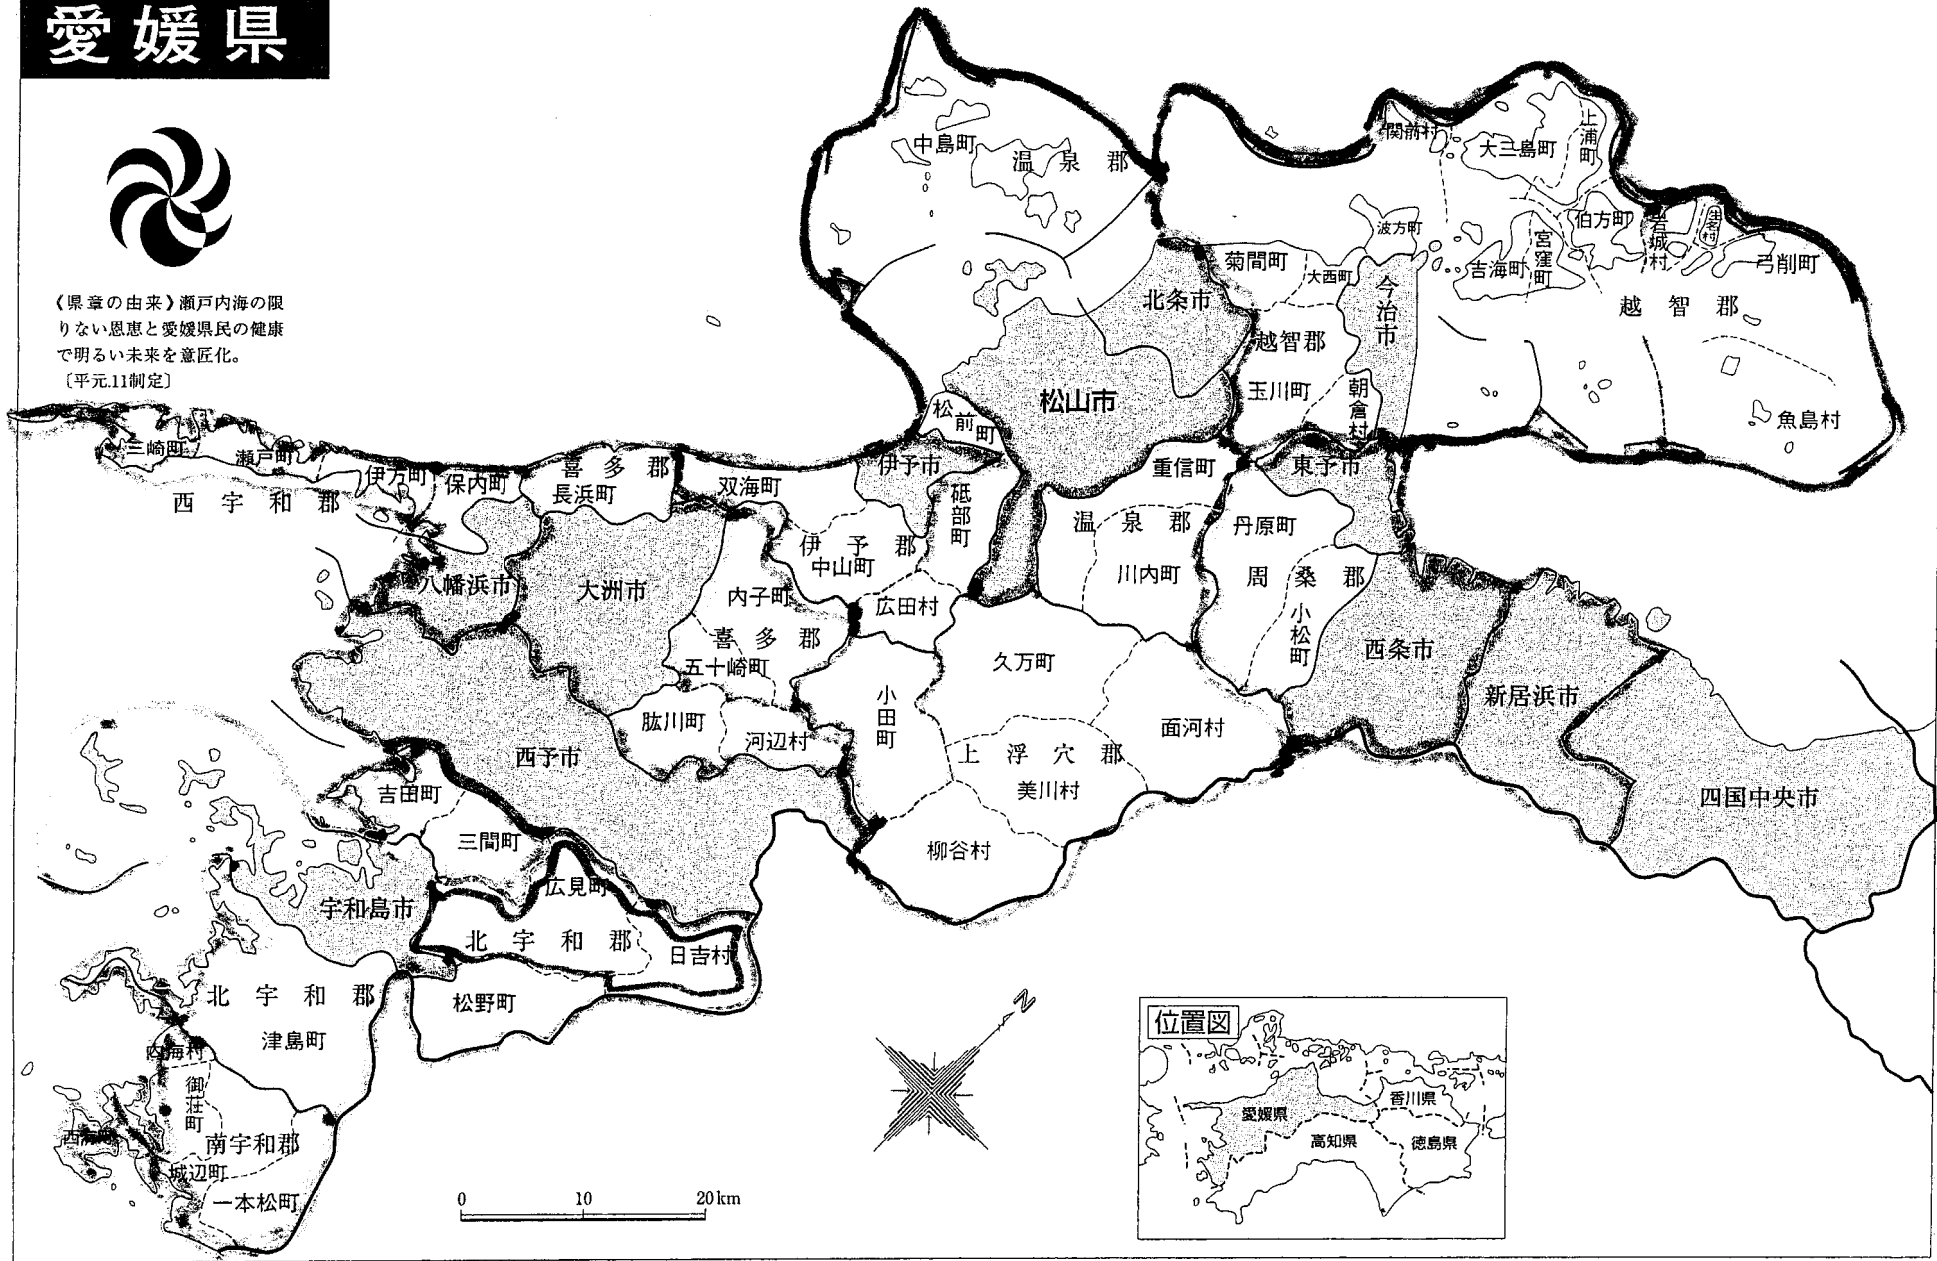 愛媛県
《県章の由来》瀬戸内海の限
りない恩恵と愛媛県民の健康
で明るい未来を意匠化。
〔平元.11制定〕
中島町
温泉郡
関前村
大三島町
上浦町
波方町
吉海町
宮窪町
伯方町
岩城村
生名村
弓削町
越智郡
魚島村
菊間町
大西町
今治市
北条市
越智郡
玉川町
朝倉村
松山市
松前町
三崎町
瀬戸町
伊方町
西宇和郡
保内町
喜多郡
長浜町
双海町
伊予市
砥部町
重信町
東予市
温泉郡
丹原町
川内町
周桑郡
小松町
伊予郡
中山町
広田村
八幡浜市
大洲市
内子町
喜多郡
五十崎町
久万町
西条市
新居浜市
小田町
肱川町
河辺村
面河村
上浮穴郡
美川村
西予市
四国中央市
吉田町
三間町
柳谷村
広見町
宇和島市
北宇和郡
日吉村
松野町
北宇和郡
津島町
内海村
御荘町
西海町
南宇和郡
城辺町
一本松町
N
0 10 20km
位置図
愛媛県
香川県
高知県
徳島県